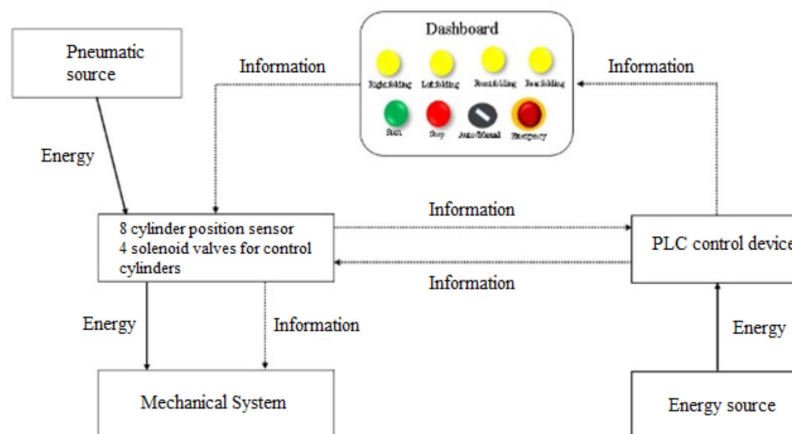 Dashboard
Pneumatic
source
Information
Information
Right folding
Left folding
Rear folding
Start
Stop
Auto/Manual
Emergency
Energy
8 cylinder position sensor
4 solenoid valves for control
cylinders
Information
PLC control device
Information
Energy
Information
Energy
Mechanical System
Energy source